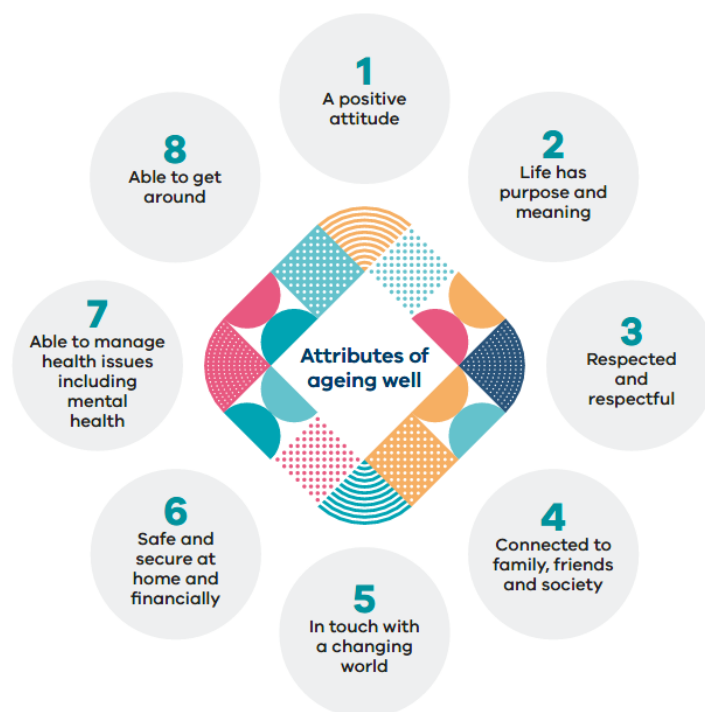 1
A positive
attitude
2
Life has
purpose and
meaning
3
Respected
and
respectful
4
Connected to
family, friends
and society
5
In touch with
a changing
world
6
Safe and
secure at
home and
financially
7
Able to manage
health issues
including
mental
health
8
Able to get
around
Attributes of
ageing well